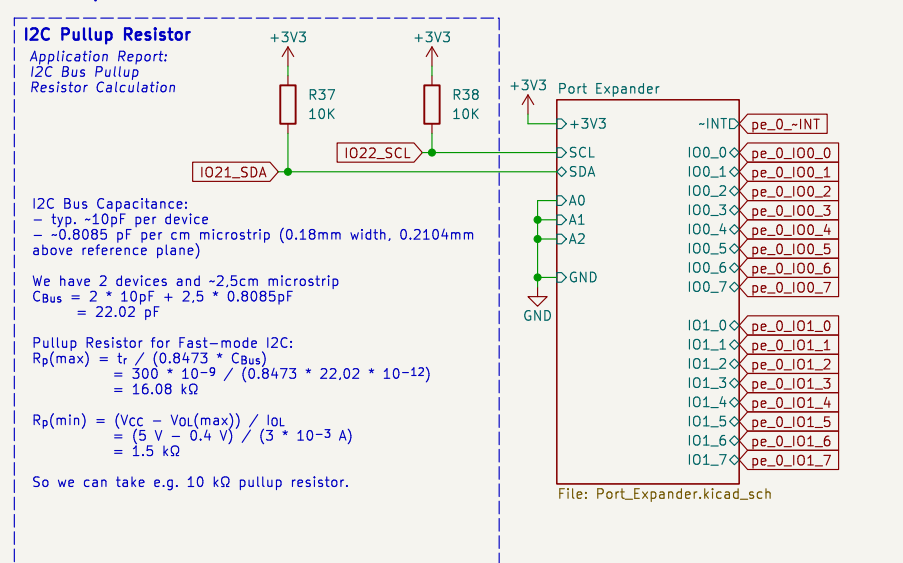 I2C Pullup Resistor
Application Report:
I2C Bus Pullup
Resistor Calculation
+3V3
+3V3
R37
10K
R38
10K
IO22_SCL
IO21_SDA
I2C Bus Capacitance:
– typ. ~10pF per device
– ~0.8085 pF per cm microstrip (0.18mm width, 0.2104mm
above reference plane)
We have 2 devices and ~2,5cm microstrip
CBus = 2 * 10pF + 2,5 * 0.8085pF
= 22.02 pF
Pullup Resistor for Fast–mode I2C:
Rp(max) = tr / (0.8473 * CBus)
= 300 * 10–9 / (0.8473 * 22,02 * 10–12)
= 16.08 kΩ
Rp(min) = (VCC – VOL(max)) / IOL
= (5 V – 0.4 V) / (3 * 10–3 A)
= 1.5 kΩ
So we can take e.g. 10 kΩ pullup resistor.
+3V3
Port Expander
+3V3
SCL
SDA
A0
A1
A2
GND
GND
~INT pe_0_~INT
IO0_0 pe_0_IO0_0
IO0_1 pe_0_IO0_1
IO0_2 pe_0_IO0_2
IO0_3 pe_0_IO0_3
IO0_4 pe_0_IO0_4
IO0_5 pe_0_IO0_5
IO0_6 pe_0_IO0_6
IO0_7 pe_0_IO0_7
IO1_0 pe_0_IO1_0
IO1_1 pe_0_IO1_1
IO1_2 pe_0_IO1_2
IO1_3 pe_0_IO1_3
IO1_4 pe_0_IO1_4
IO1_5 pe_0_IO1_5
IO1_6 pe_0_IO1_6
IO1_7 pe_0_IO1_7
File: Port_Expander.kicad_sch